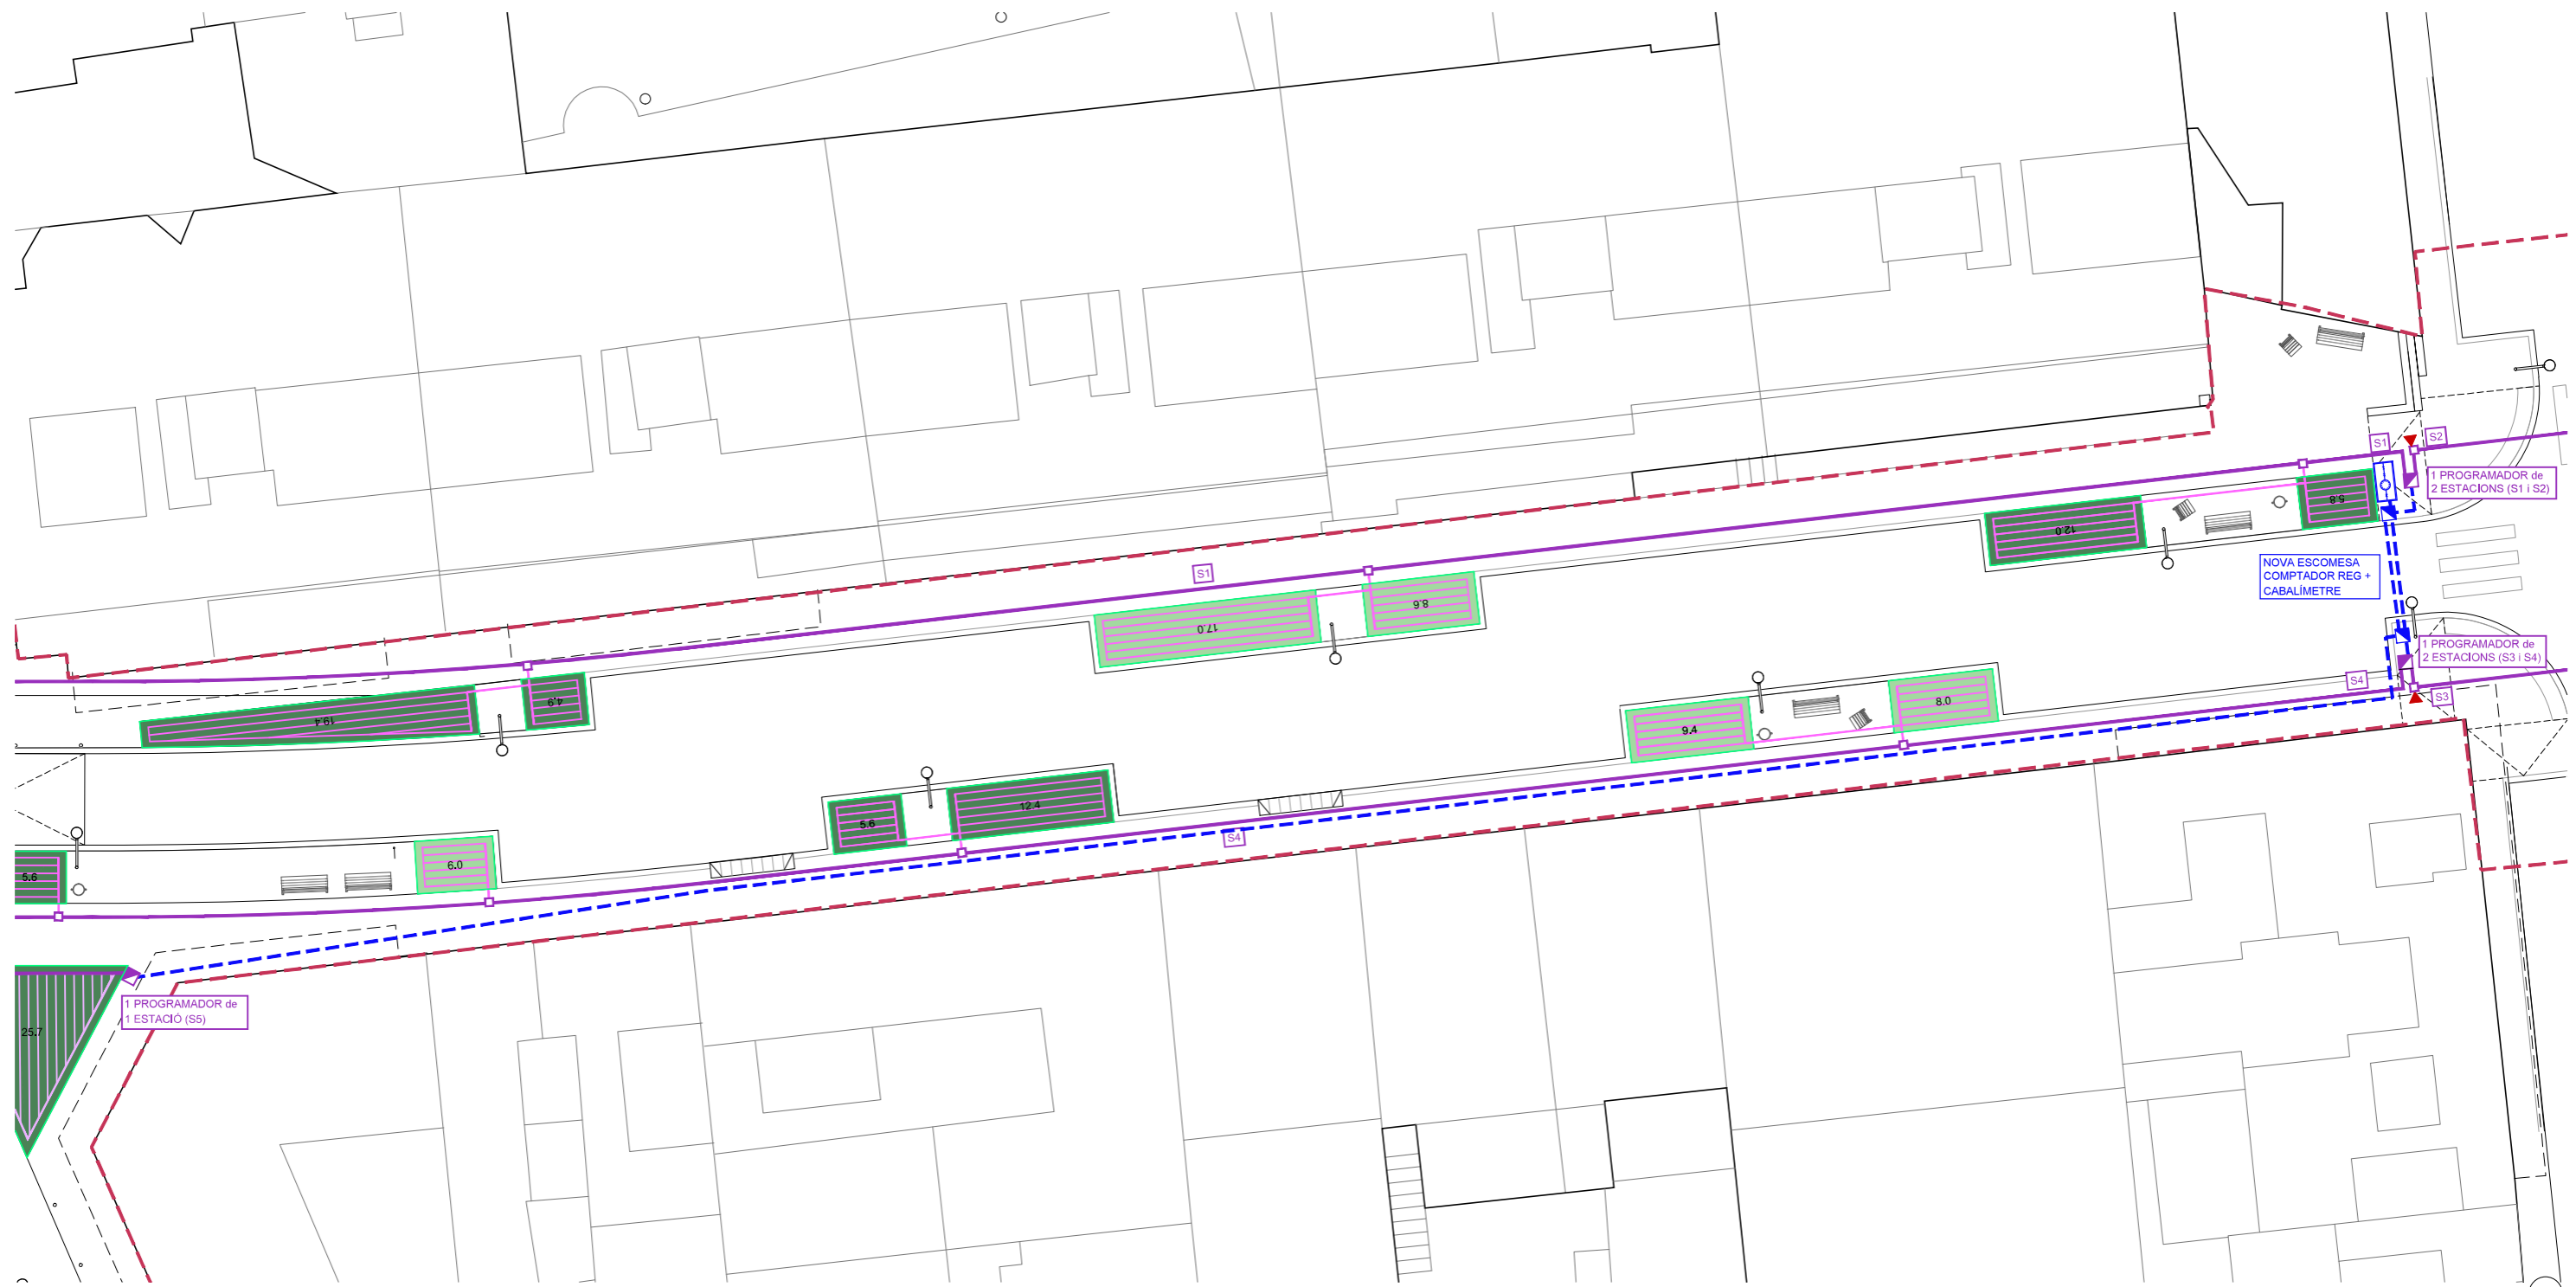 S1
S2
1 PROGRAMADOR de
2 ESTACIONS (S1 i S2)
5.8
12.0
NOVA ESCOMESA
COMPTADOR REG +
CABALÍMETRE
S1
8.6
17.0
1 PROGRAMADOR de
2 ESTACIONS (S3 i S4)
S4
S3
4.9
19.4
8.0
9.4
12.4
5.6
S4
6.0
5.6
1 PROGRAMADOR de
1 ESTACIÓ (S5)
25.7